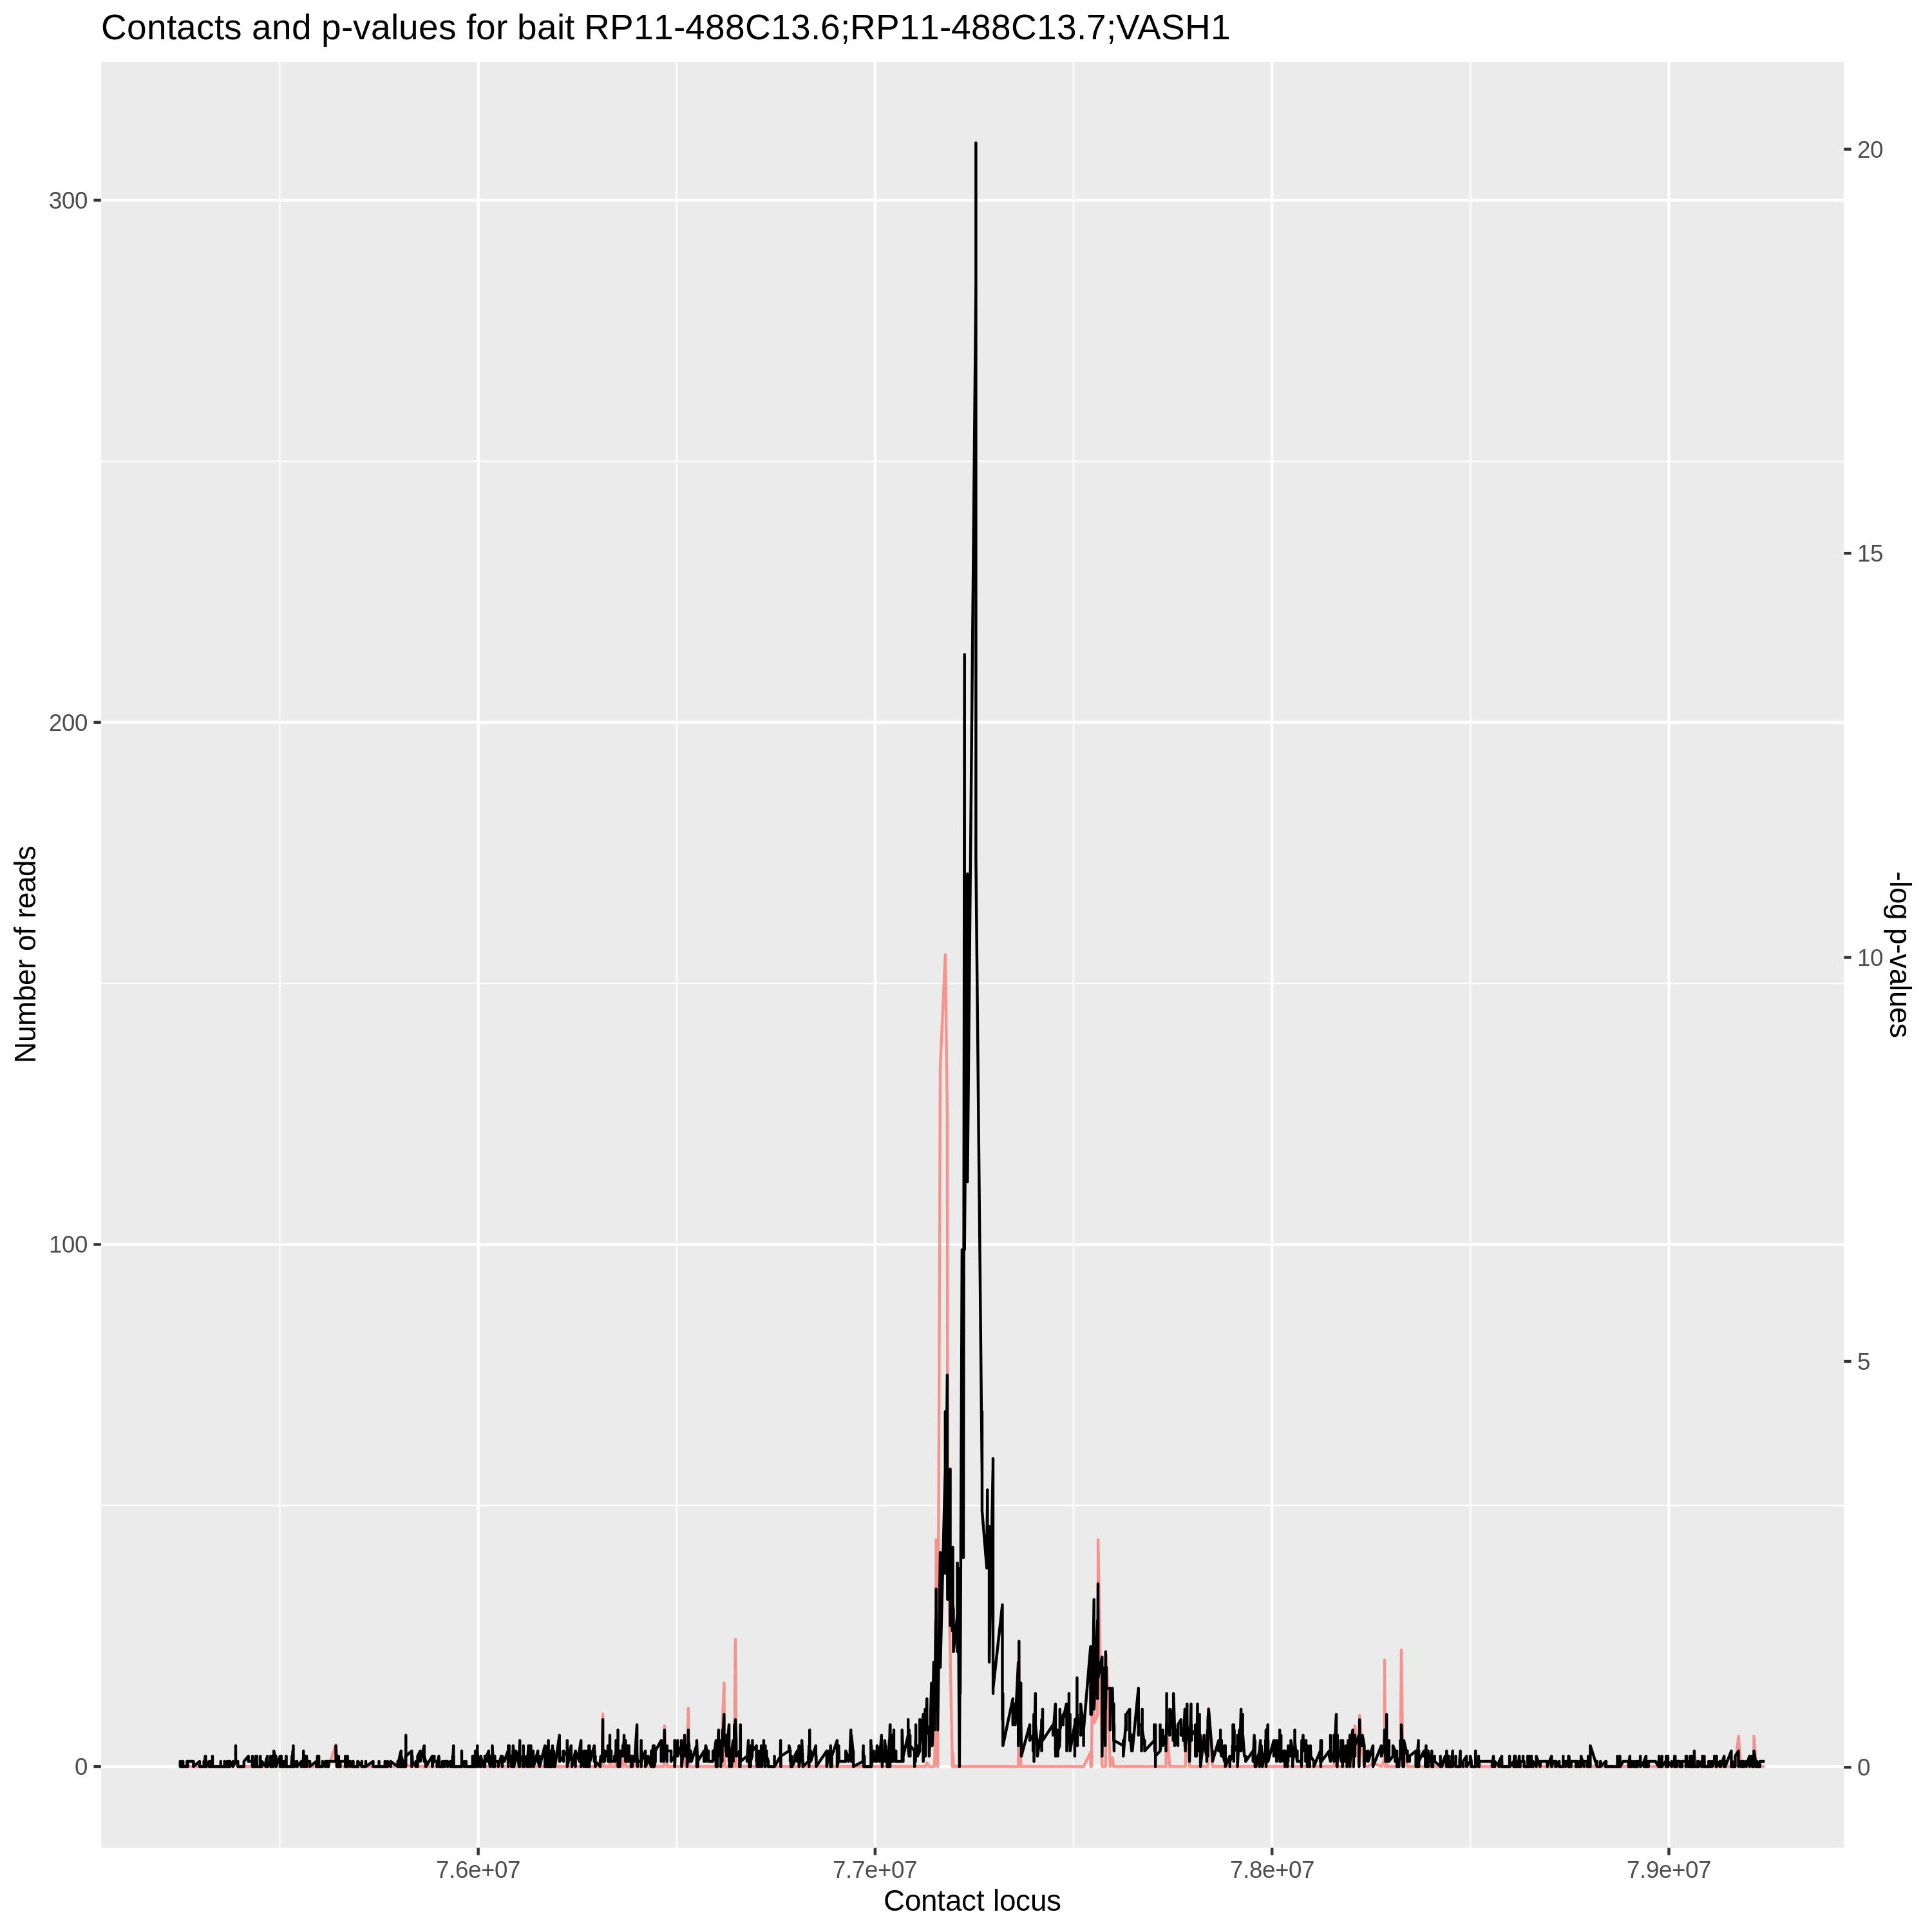 Contacts and p-values for bait RP11-488C13.6;RP11-488C13.7;VASH1
300
200
100
0
Number of reads
20
15
10
5
0
-log p-values
7.6e+07
7.7e+07
7.8e+07
7.9e+07
Contact locus